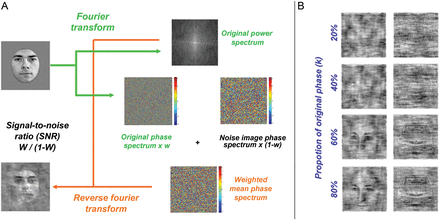 A
Fourier
transform
Original power
spectrum
Signal-to-noise
ratio (SNR)
W / (1-W)
Original phase
spectrum x w
+
Noise image phase
spectrum x (1-w)
Weighted
mean phase
spectrum
Reverse fourier
transform
B
Propotion of original phase (k)
20%
40%
60%
80%